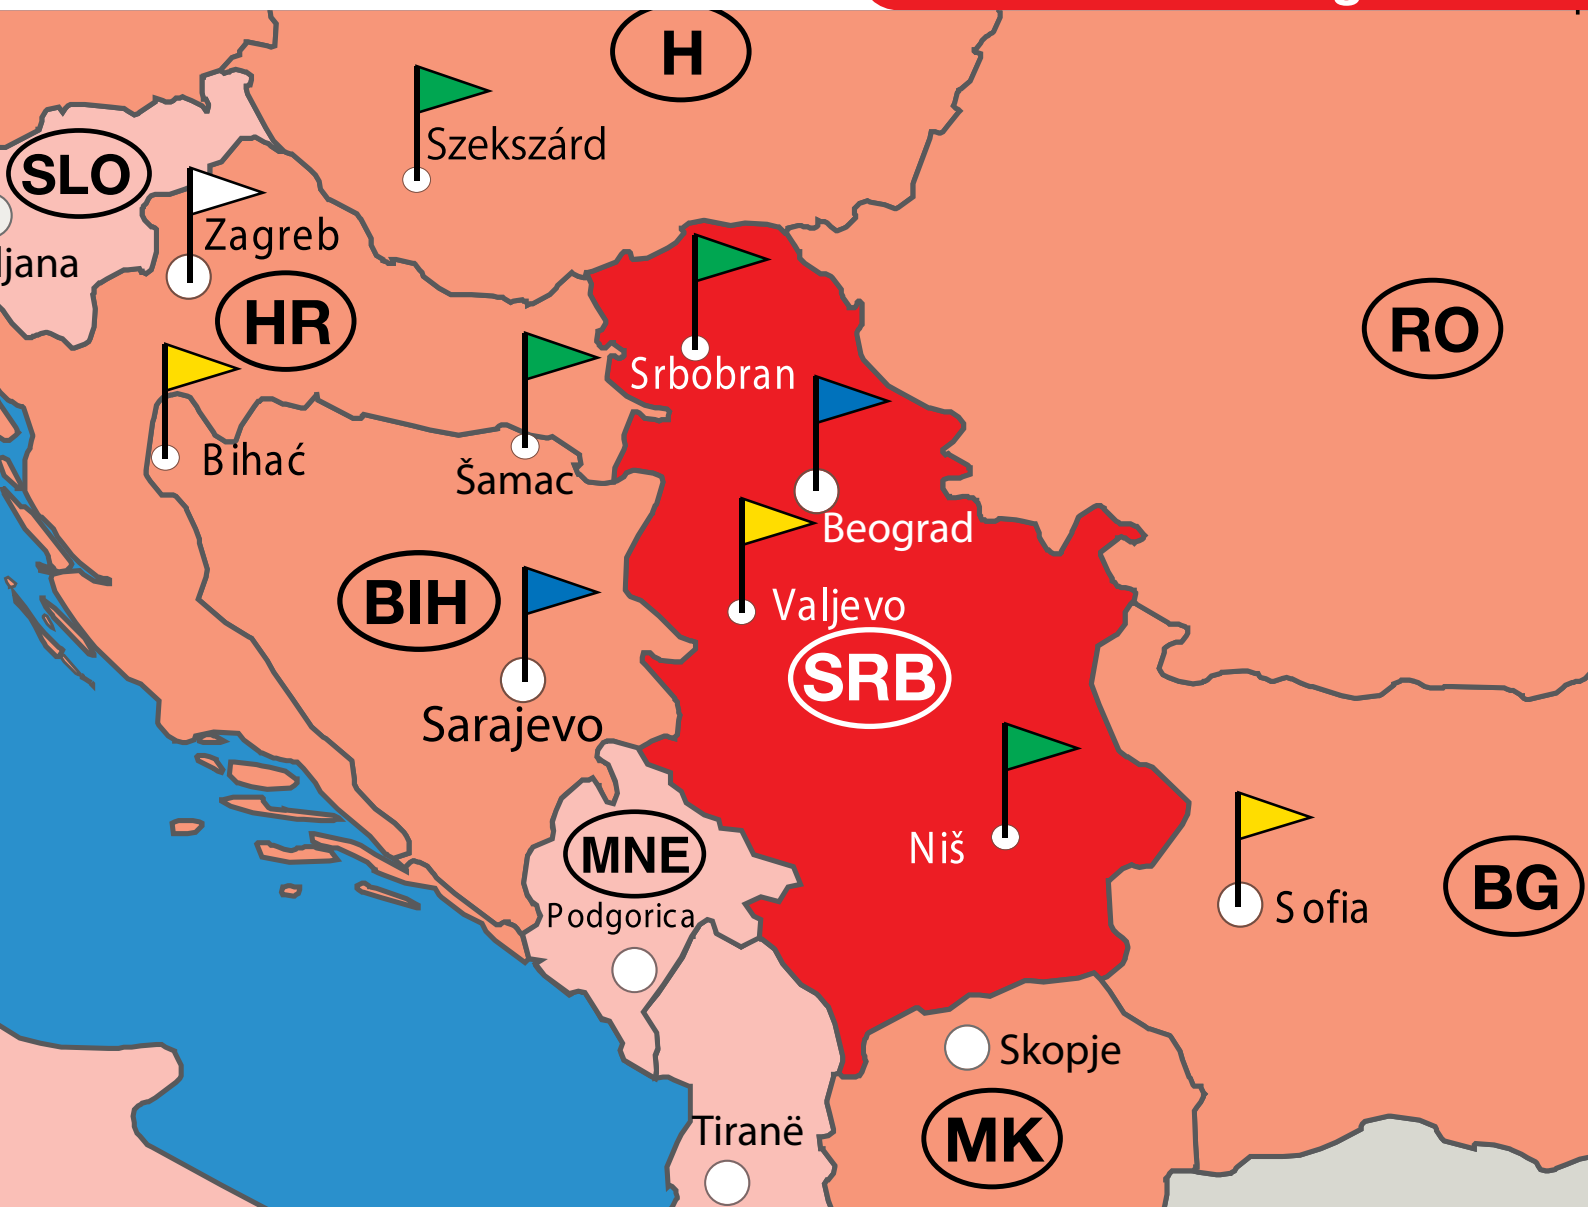 H
Szekszárd
SLO
Zagreb
ljana
HR
RO
Srbobran
Bihać
Šamac
Beograd
BIH
Valjevo
SRB
Sarajevo
Niš
MNE
BG
Sofia
Podgorica
Skopje
Tiranë
MK